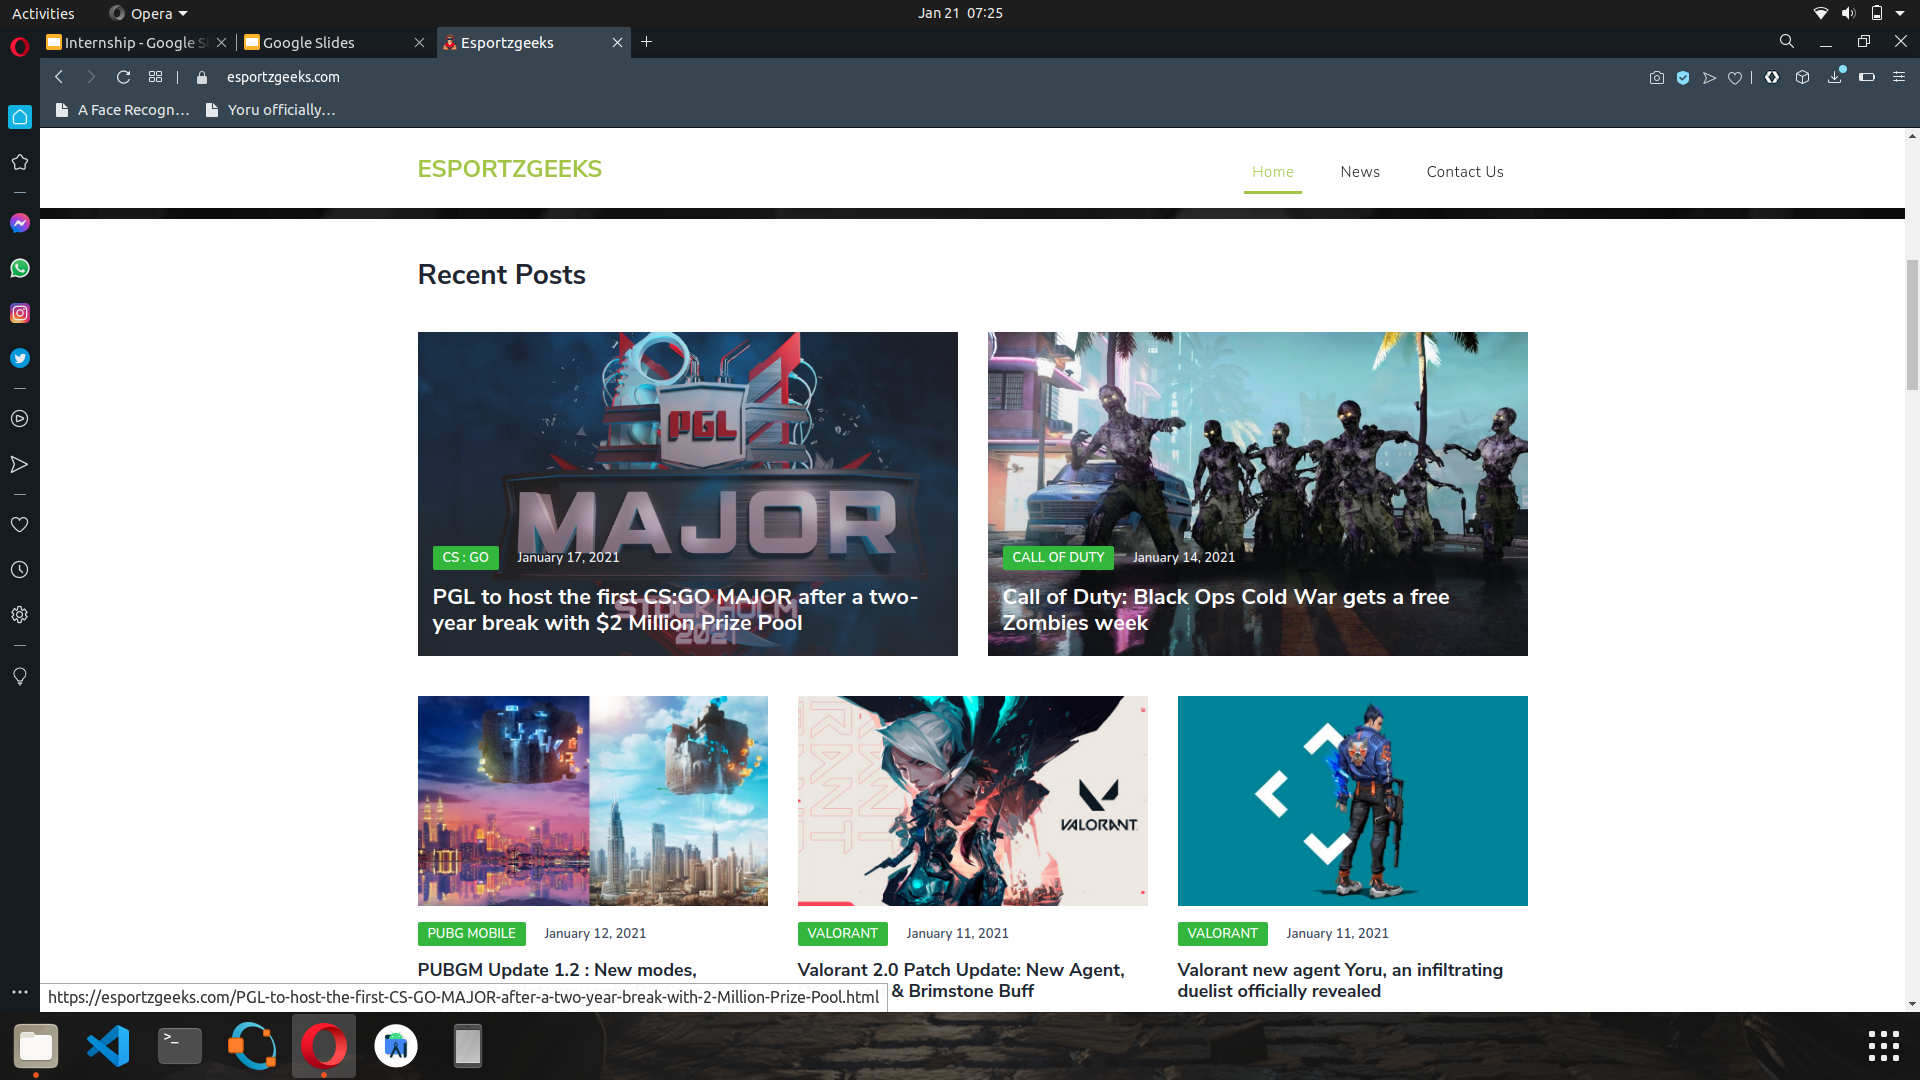 Activities
Opera
Jan 21 07:25
Internship - Google S
Google Slides
Esportzgeeks
esportzgeeks.com
A Face Recogn…
Yoru officially…
ESPORTZGEEKS
Home
News
Contact Us
Recent Posts
PGL
MAJOR
STOCKHOLM
2021
CS : GO
January 17, 2021
PGL to host the first CS:GO MAJOR after a two-
year break with $2 Million Prize Pool
CALL OF DUTY
January 14, 2021
Call of Duty: Black Ops Cold War gets a free
Zombies week
VALORANT
PUBG MOBILE
January 12, 2021
PUBGM Update 1.2 : New modes,
VALORANT
January 11, 2021
Valorant 2.0 Patch Update: New Agent,
& Brimstone Buff
VALORANT
January 11, 2021
Valorant new agent Yoru, an infiltrating
duelist officially revealed
https://esportzgeeks.com/PGL-to-host-the-first-CS-GO-MAJOR-after-a-two-year-break-with-2-Million-Prize-Pool.html